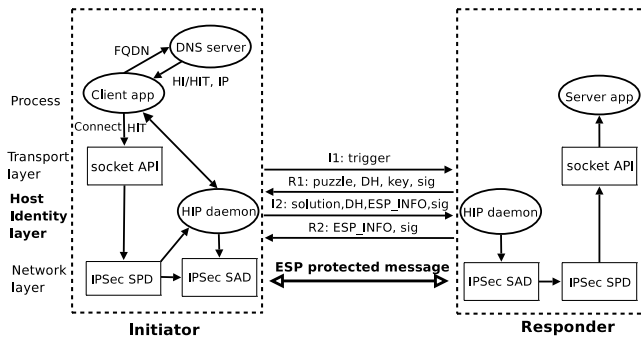 FQDN
DNS server
HI/HIT, IP
Process
Client app
Server app
Connect HIT
Transport layer
socket API
I1: trigger
socket API
R1: puzzle, DH, key, sig
Host Identity layer
HIP daemon
I2: solution,DH,ESP_INFO,sig
HIP daemon
R2: ESP_INFO, sig
Network layer
IPSec SPD
IPSec SAD
ESP protected message
IPSec SAD
IPSec SPD
Initiator
Responder